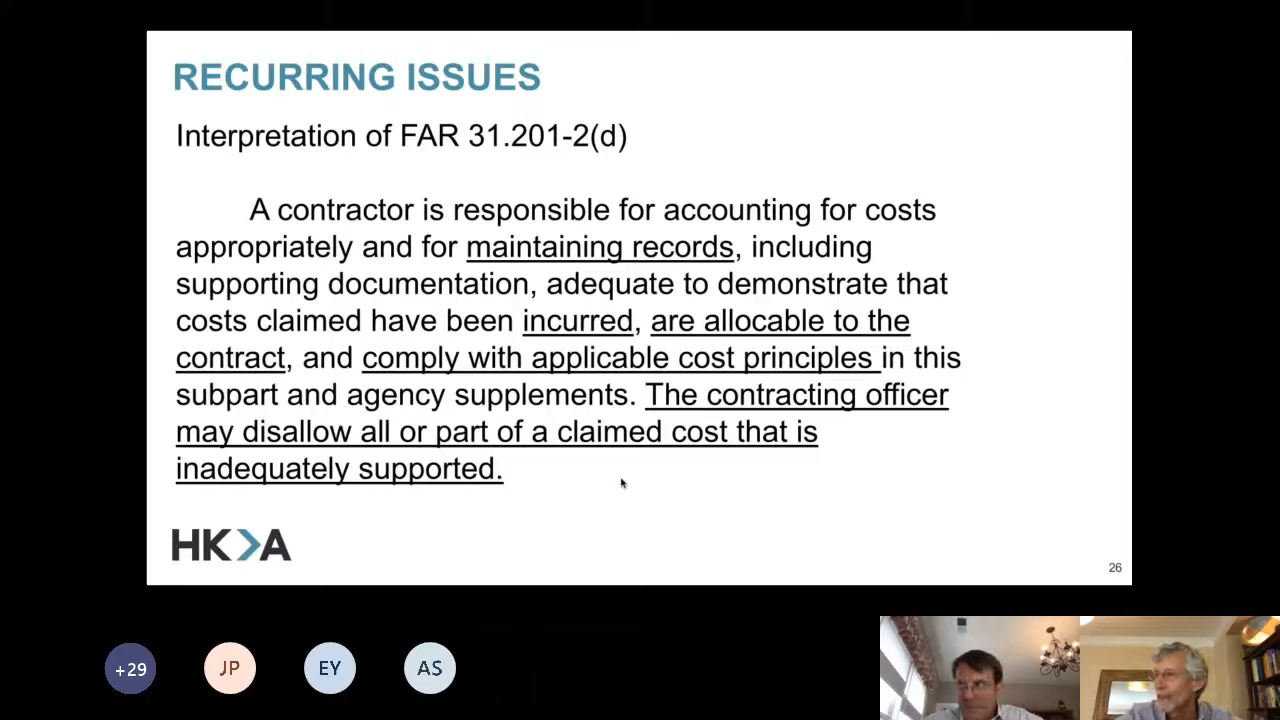 RECURRING ISSUES
Interpretation of FAR 31.201-2(d)
A contractor is responsible for accounting for costs
appropriately and for maintaining records, including
supporting documentation, adequate to demonstrate that
costs claimed have been incurred, are allocable to the
contract, and comply with applicable cost principles in this
subpart and agency supplements. The contracting officer
may disallow all or part of a claimed cost that is
inadequately supported.
HKA
26
+29
JP
EY
AS